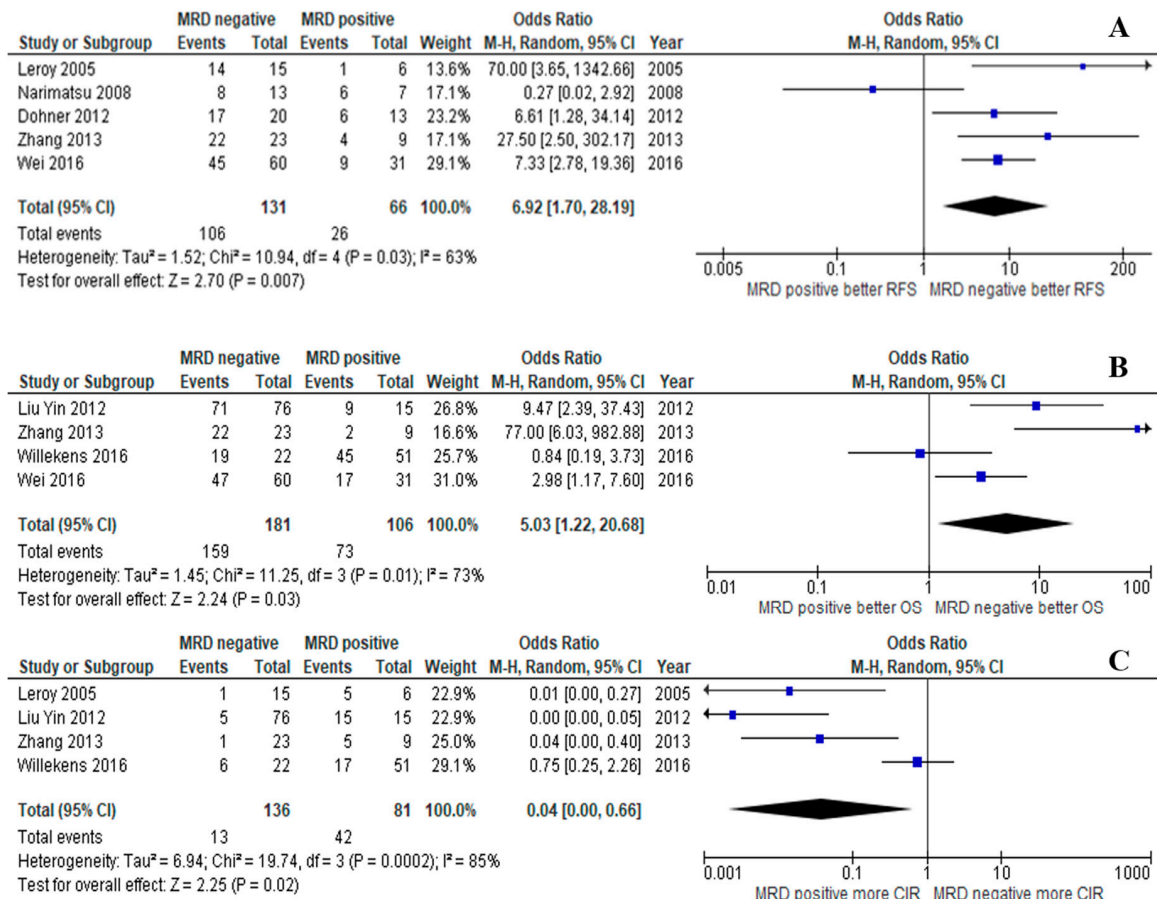 MRD negative MRD positive Odds Ratio Odds Ratio A
Study or Subgroup Events Total Events Total Weight M-H, Random, 95% CI Year M-H, Random, 95% CI
Leroy 2005 14 15 1 6 13.6% 70.00 [3.65, 1342.66] 2005
Narimatsu 2008 8 13 6 7 17.1% 0.27 [0.02, 2.92] 2008
Dohner 2012 17 20 6 13 23.2% 6.61 [1.28, 34.14] 2012
Zhang 2013 22 23 4 9 17.1% 27.50 [2.50, 302.17] 2013
Wei 2016 45 60 9 31 29.1% 7.33 [2.78, 19.36] 2016
Total (95% CI) 131 66 100.0% 6.92 [1.70, 28.19]
Total events 106 26
Heterogeneity: Tau² = 1.52; Chi² = 10.94, df = 4 (P = 0.03); I² = 63%
Test for overall effect: Z = 2.70 (P = 0.007)
0.005 0.1 1 10 200
MRD positive better RFS MRD negative better RFS
MRD negative MRD positive Odds Ratio Odds Ratio B
Study or Subgroup Events Total Events Total Weight M-H, Random, 95% CI Year M-H, Random, 95% CI
Liu Yin 2012 71 76 9 15 26.8% 9.47 [2.39, 37.43] 2012
Zhang 2013 22 23 2 9 16.6% 77.00 [6.03, 982.88] 2013
Willekens 2016 19 22 45 51 25.7% 0.84 [0.19, 3.73] 2016
Wei 2016 47 60 17 31 31.0% 2.98 [1.17, 7.60] 2016
Total (95% CI) 181 106 100.0% 5.03 [1.22, 20.68]
Total events 159 73
Heterogeneity: Tau² = 1.45; Chi² = 11.25, df = 3 (P = 0.01); I² = 73%
Test for overall effect: Z = 2.24 (P = 0.03)
0.01 0.1 1 10 100
MRD positive better OS MRD negative better OS
MRD negative MRD positive Odds Ratio Odds Ratio
Study or Subgroup Events Total Events Total Weight M-H, Random, 95% CI Year M-H, Random, 95% CI C
Leroy 2005 1 15 5 6 22.9% 0.01 [0.00, 0.27] 2005
Liu Yin 2012 5 76 15 15 22.9% 0.00 [0.00, 0.05] 2012
Zhang 2013 1 23 5 9 25.0% 0.04 [0.00, 0.40] 2013
Willekens 2016 6 22 17 51 29.1% 0.75 [0.25, 2.26] 2016
Total (95% CI) 136 81 100.0% 0.04 [0.00, 0.66]
Total events 13 42
Heterogeneity: Tau² = 6.94; Chi² = 19.74, df = 3 (P = 0.0002); I² = 85%
Test for overall effect: Z = 2.25 (P = 0.02)
0.001 0.1 1 10 1000
MRD positive more CIR MRD negative more CIR